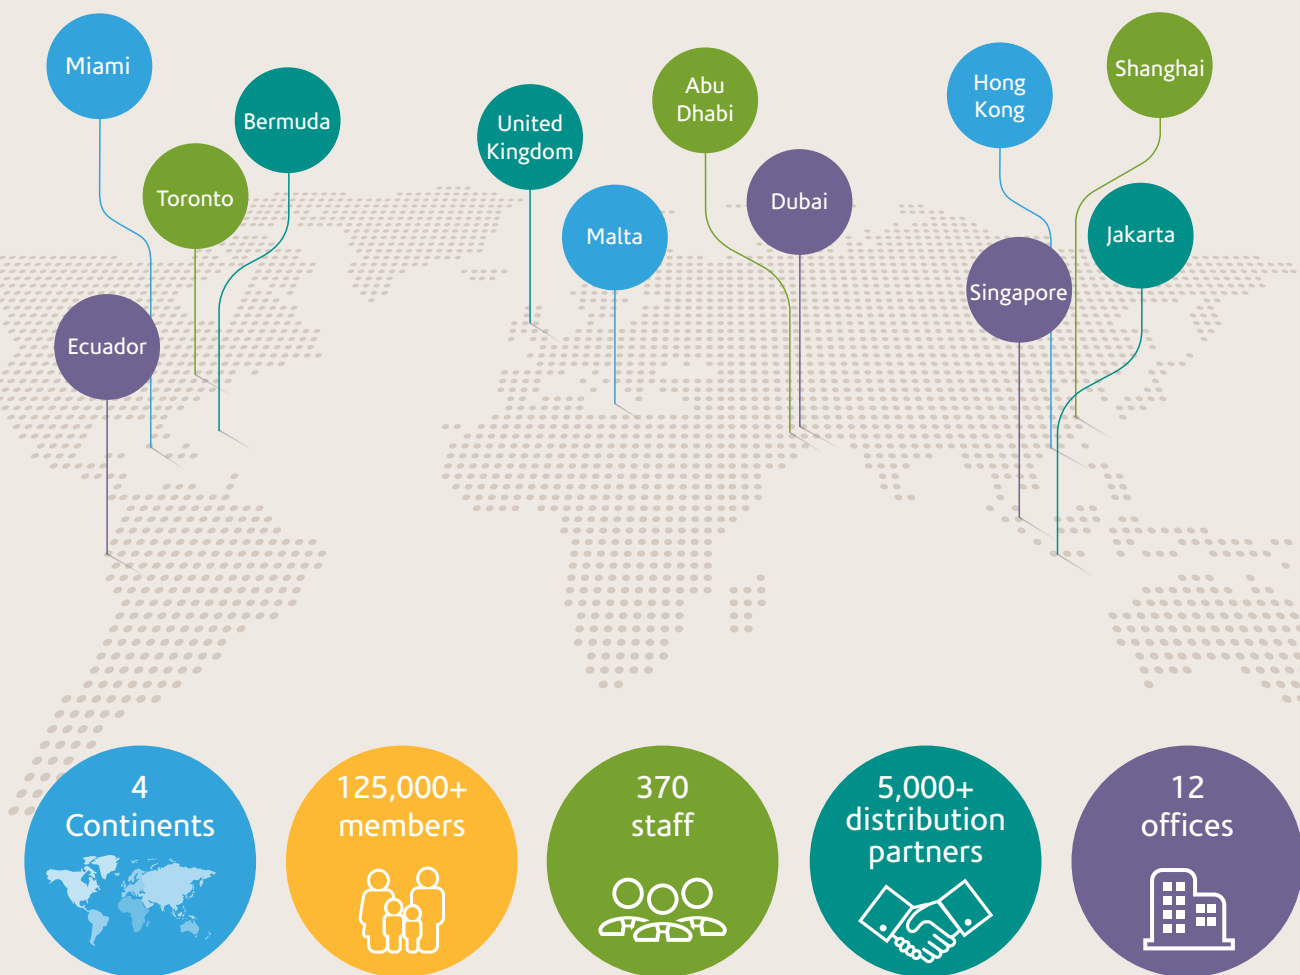 Miami
Toronto
Bermuda
Ecuador
United
Kingdom
Malta
Abu
Dhabi
Dubai
Hong
Kong
Shanghai
Singapore
Jakarta
4
Continents
125,000+
members
370
staff
5,000+
distribution
partners
12
offices